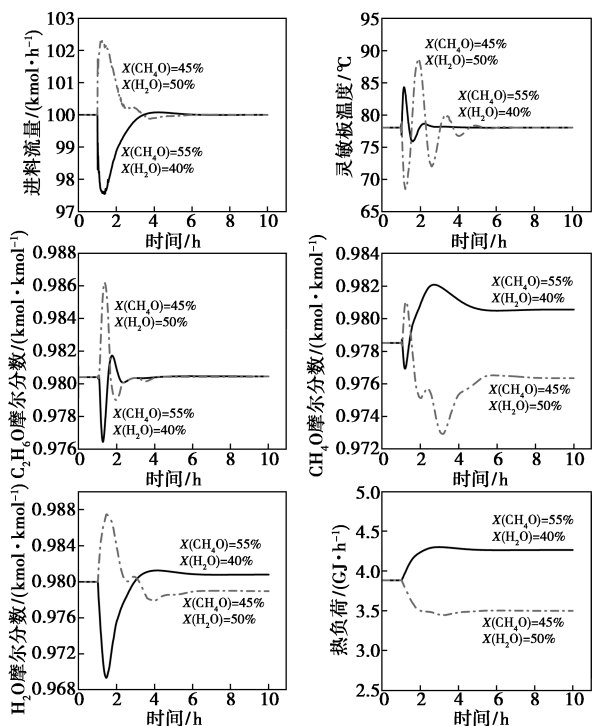 进料流量/(kmol·h⁻¹)
103
102
101
100
99
98
97
X(CH₄O)=45%
X(H₂O)=50%
X(CH₄O)=55%
X(H₂O)=40%
0 2 4 6 8 10
时间/h
灵敏板温度/℃
95
90
85
80
75
70
65
X(CH₄O)=45%
X(H₂O)=50%
X(CH₄O)=55%
X(H₂O)=40%
0 2 4 6 8 10
时间/h
C₂H₆O摩尔分数/(kmol·kmol⁻¹)
0.988
0.986
0.984
0.982
0.980
0.978
0.976
X(CH₄O)=45%
X(H₂O)=50%
X(CH₄O)=55%
X(H₂O)=40%
0 2 4 6 8 10
时间/h
CH₄O摩尔分数/(kmol·kmol⁻¹)
0.984
0.982
0.980
0.978
0.976
0.974
0.972
X(CH₄O)=55%
X(H₂O)=40%
X(CH₄O)=45%
X(H₂O)=50%
0 2 4 6 8 10
时间/h
H₂O摩尔分数/(kmol·kmol⁻¹)
0.988
0.984
0.980
0.976
0.972
0.968
X(CH₄O)=55%
X(H₂O)=40%
X(CH₄O)=45%
X(H₂O)=50%
0 2 4 6 8 10
时间/h
热负荷/(GJ·h⁻¹)
5.0
4.5
4.0
3.5
3.0
2.5
X(CH₄O)=55%
X(H₂O)=40%
X(CH₄O)=45%
X(H₂O)=50%
0 2 4 6 8 10
时间/h